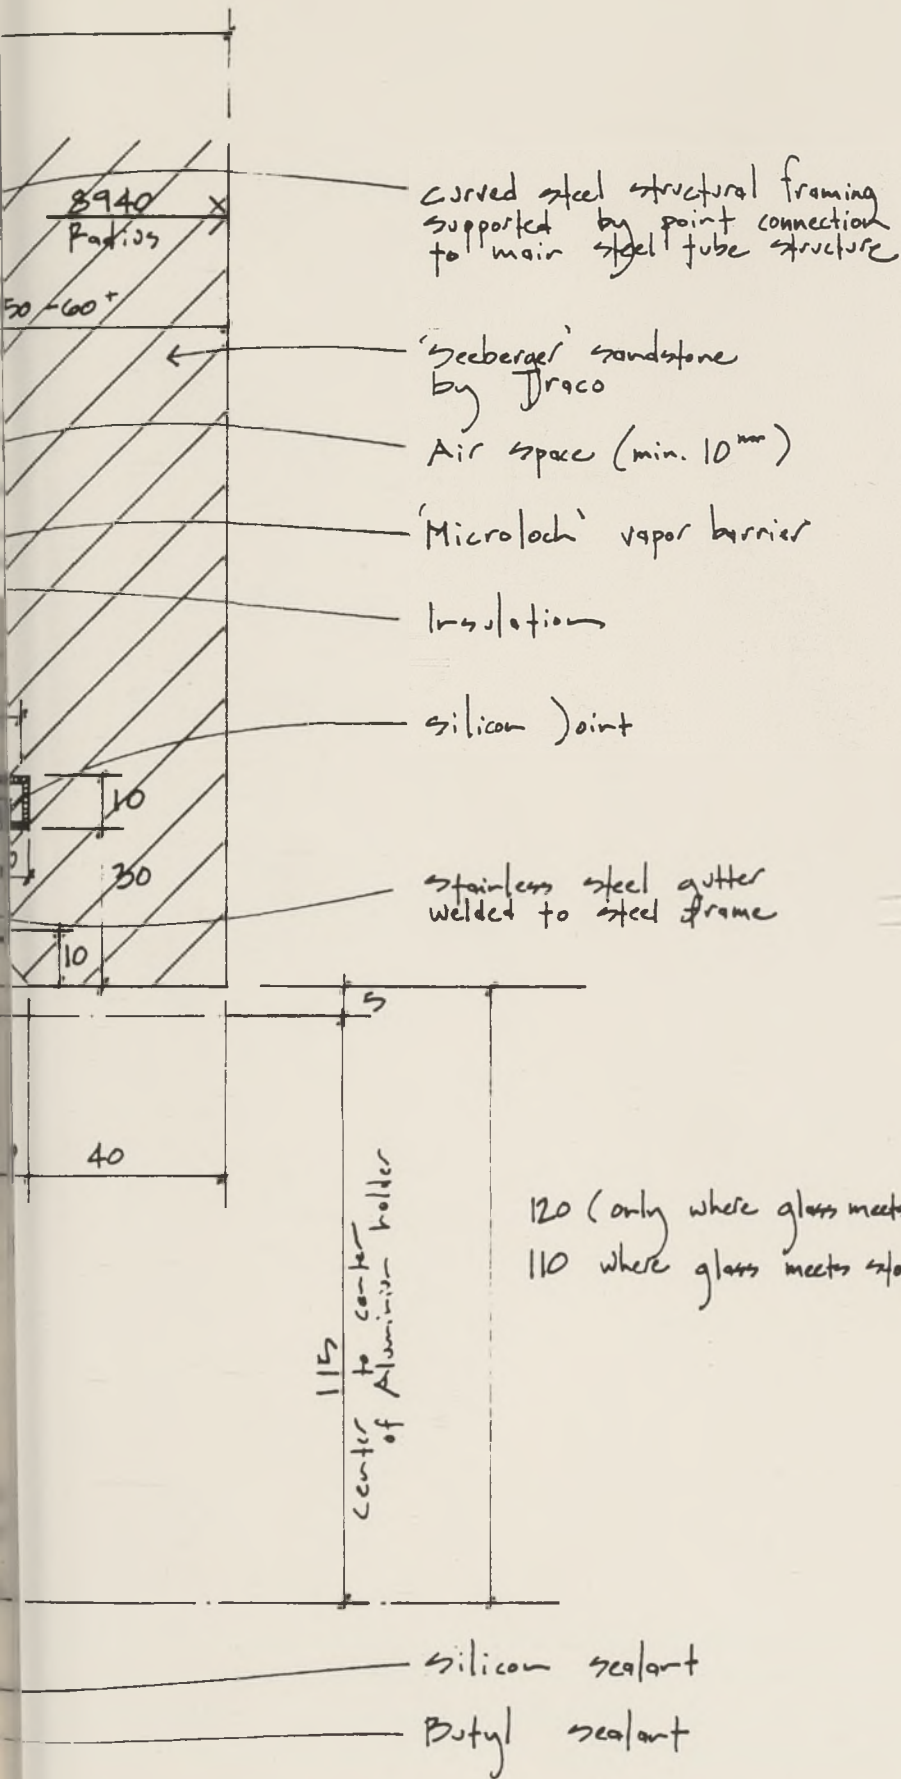 curved steel structural framing
supported by point connection
to main steel tube structure
8940
Radius
50-60+
'Seeberger' sandstone
by Draco
Air space (min. 10mm)
'Microloch' vapor barrier
Insulation
silicon joint
10
30
stainless steel gutter
welded to steel frame
10
5
40
115
center to center
of Aluminium holder
120 (only where glass meets
110 where glass meets
silicon sealant
Butyl sealant